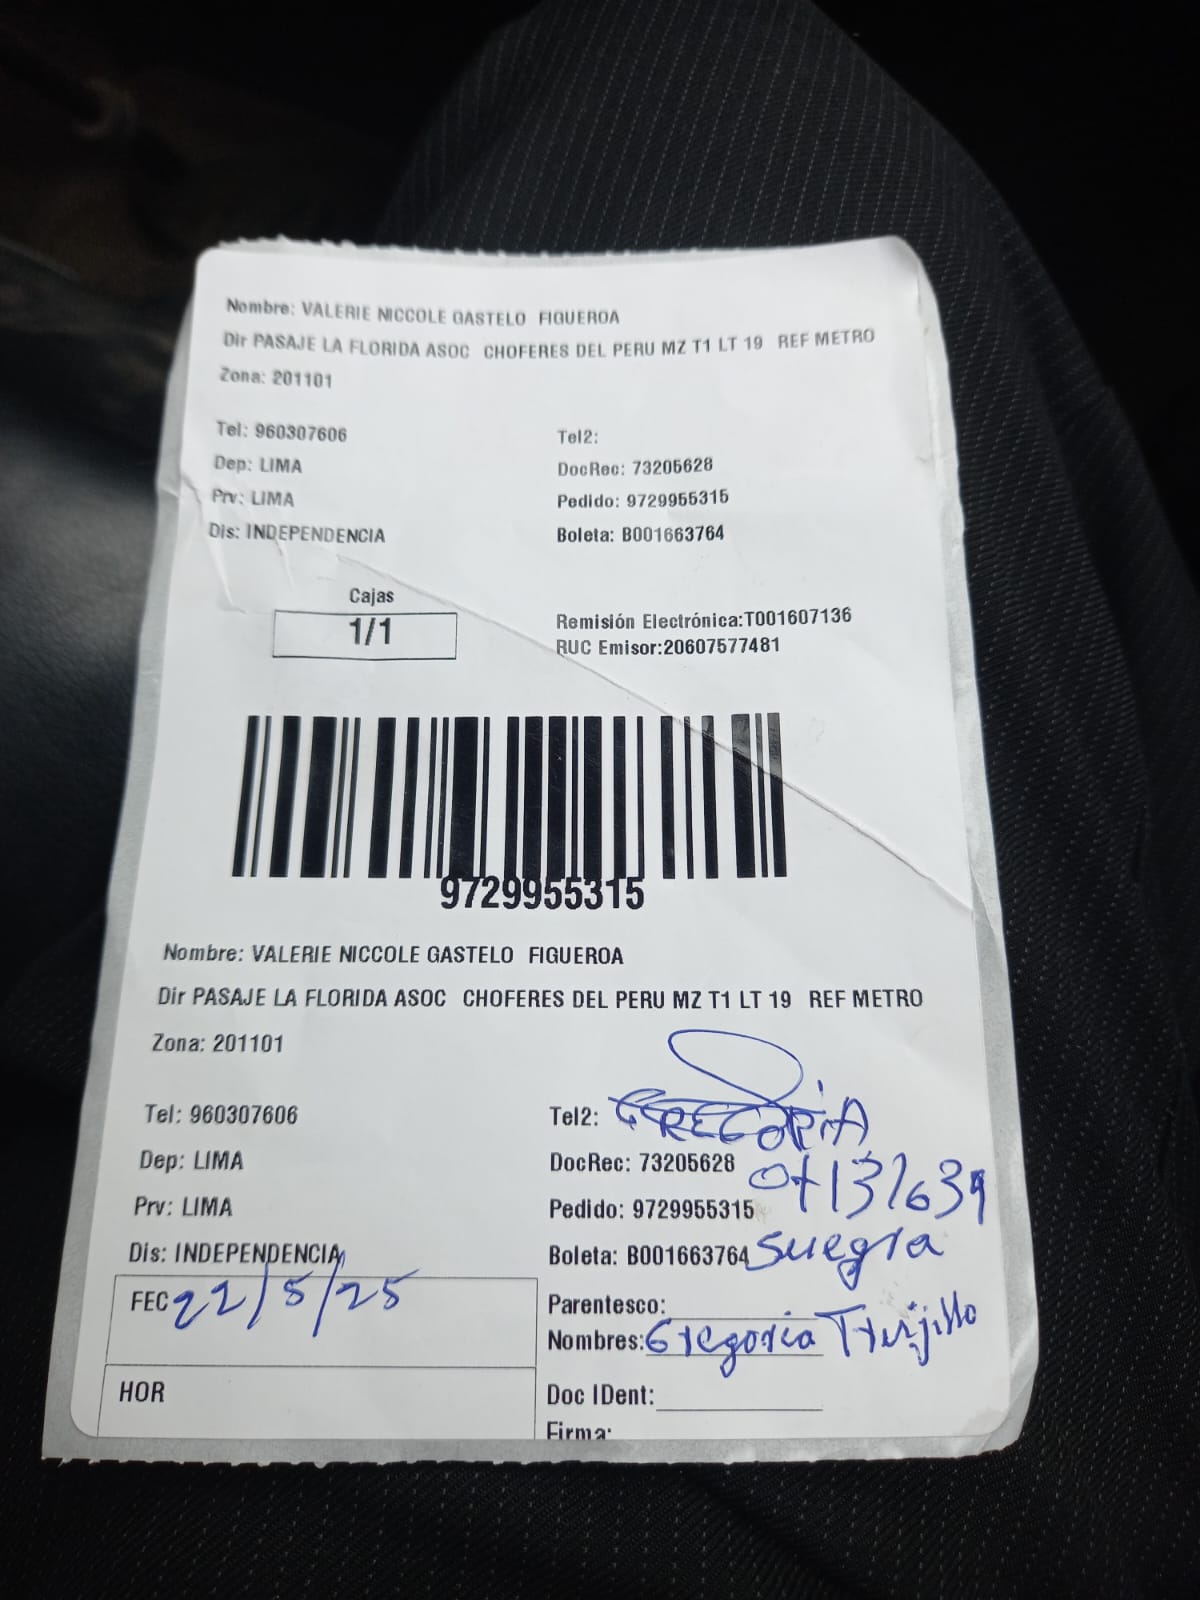 Nombre: VALERIE NICCOLE GASTELO FIGUEROA
Dir PASAJE LA FLORIDA ASOC CHOFERES DEL PERU MZ T1 LT 19 REF METRO
Zona: 201101
Tel: 960307606 Tel2:
Dep: LIMA DocRec: 73205628
Prv: LIMA Pedido: 9729955315
Dis: INDEPENDENCIA Boleta: B001663764
Cajas
1/1
Remisión Electrónica:T001607136
RUC Emisor:20607577481
9729955315
Nombre: VALERIE NICCOLE GASTELO FIGUEROA
Dir PASAJE LA FLORIDA ASOC CHOFERES DEL PERU MZ T1 LT 19 REF METRO
Zona: 201101
Tel: 960307606 Tel2: GREGORIA
Dep: LIMA DocRec: 73205628
Prv: LIMA Pedido: 9729955315
Dis: INDEPENDENCIA Boleta: B001663764 suegra
FEC 22/5/25 Parentesco:
Nombres: Gregoria Trujillo
HOR Doc IDent:
Firma: